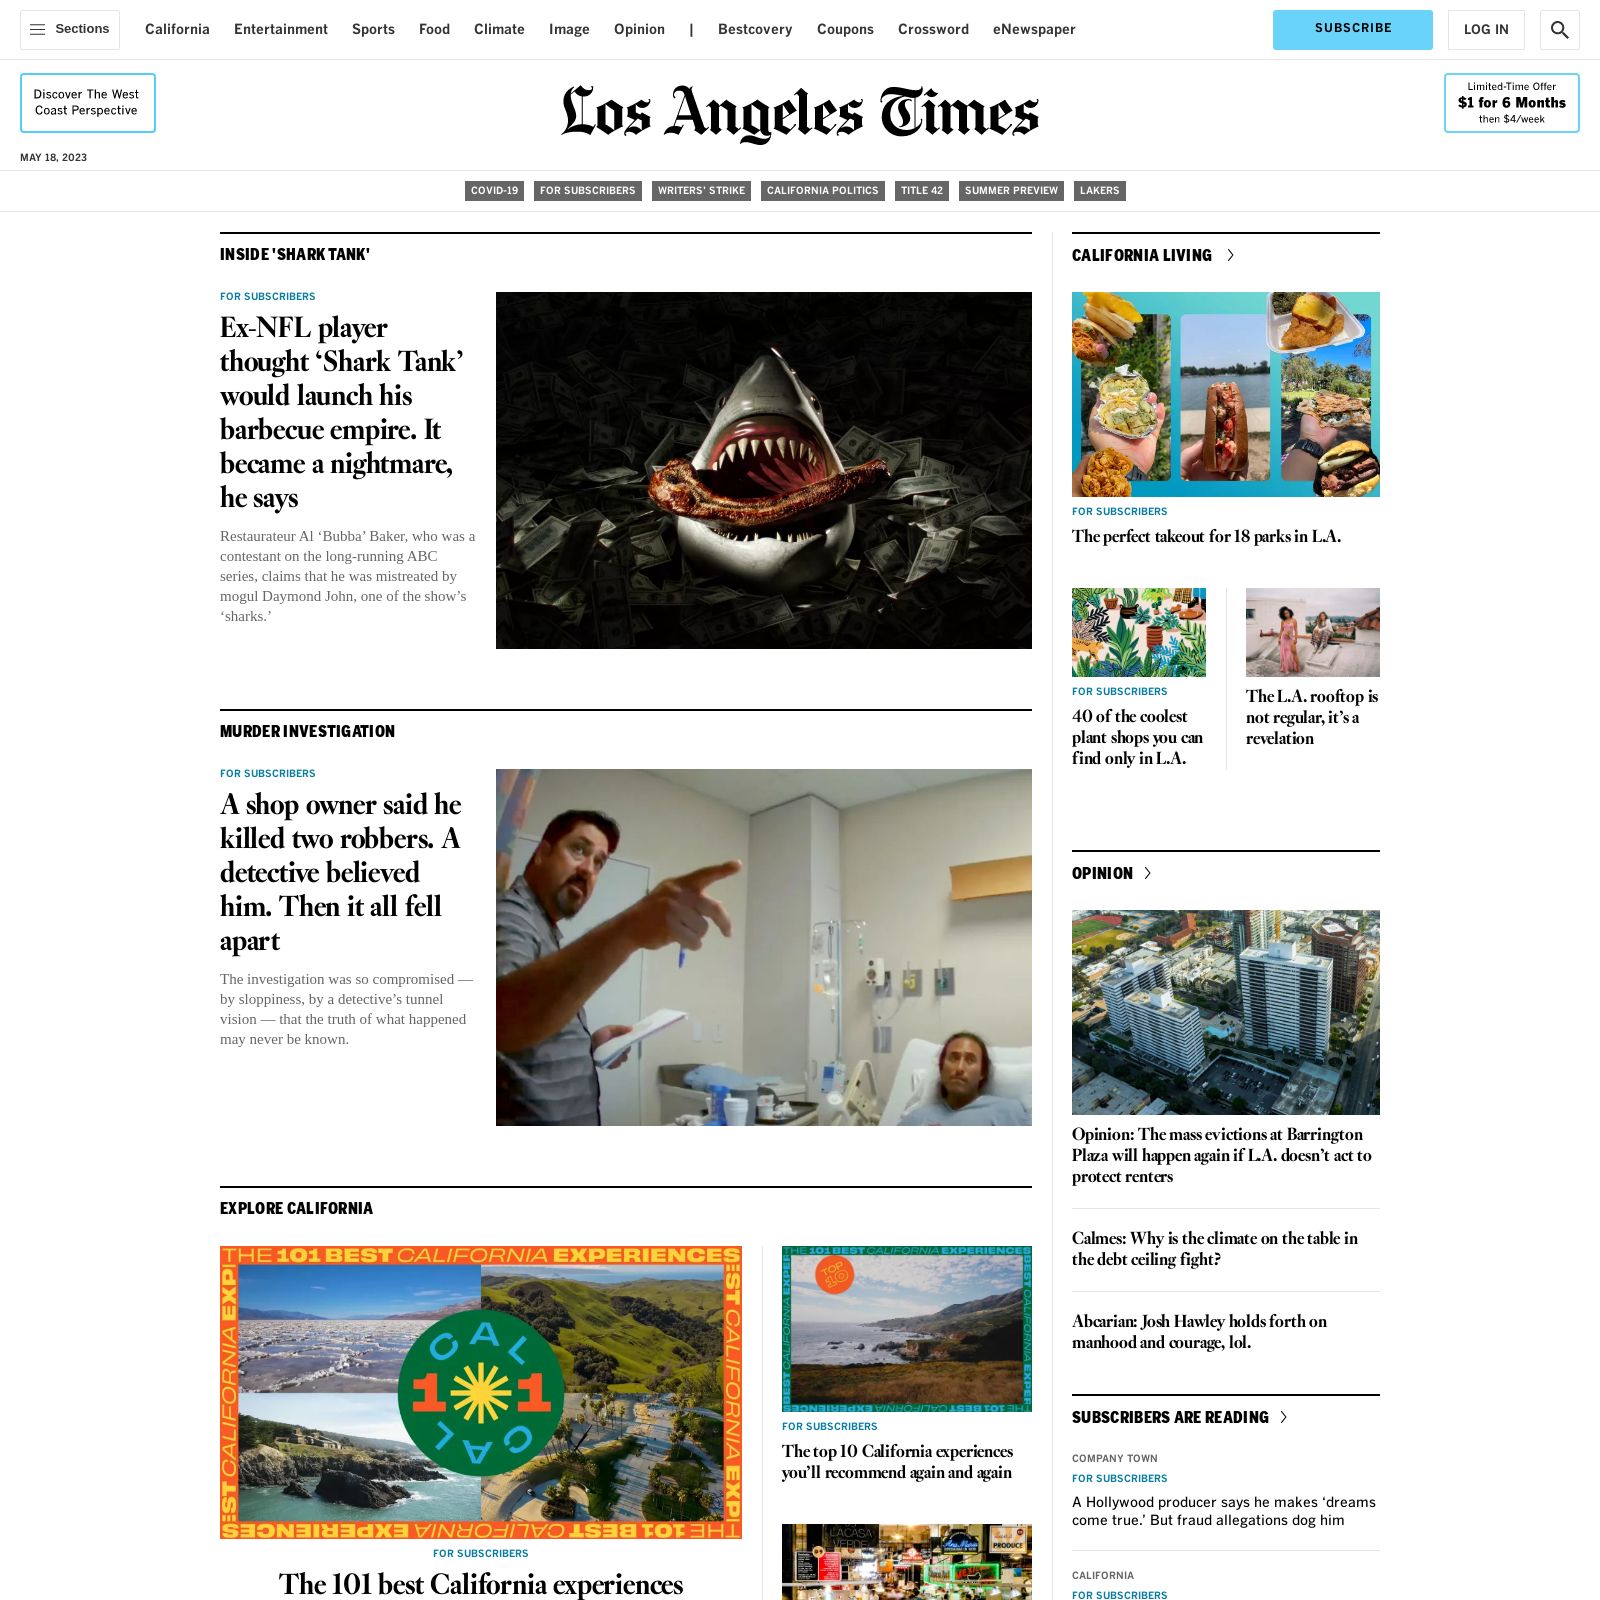 Sections
California
Entertainment
Sports
Food
Climate
Image
Opinion
|
Bestcovery
Coupons
Crossword
eNewspaper
SUBSCRIBE
LOG IN
Discover The West
Coast Perspective
Los Angeles Times
Limited-Time Offer
$1 for 6 Months
then $4/week
MAY 18, 2023
COVID-19
FOR SUBSCRIBERS
WRITERS' STRIKE
CALIFORNIA POLITICS
TITLE 42
SUMMER PREVIEW
LAKERS
INSIDE 'SHARK TANK'
FOR SUBSCRIBERS
Ex-NFL player
thought ‘Shark Tank’
would launch his
barbecue empire. It
became a nightmare,
he says
Restaurateur Al ‘Bubba’ Baker, who was a
contestant on the long-running ABC
series, claims that he was mistreated by
mogul Daymond John, one of the show’s
‘sharks.’
MURDER INVESTIGATION
FOR SUBSCRIBERS
A shop owner said he
killed two robbers. A
detective believed
him. Then it all fell
apart
The investigation was so compromised —
by sloppiness, by a detective’s tunnel
vision — that the truth of what happened
may never be known.
EXPLORE CALIFORNIA
THE 101 BEST CALIFORNIA EXPERIENCES
CAL
101
CAL
FOR SUBSCRIBERS
The 101 best California experiences
THE 101 BEST CALIFORNIA EXPERIENCES
TOP
10
FOR SUBSCRIBERS
The top 10 California experiences
you’ll recommend again and again
LACASA
VERDE
Ana Maria
PRODUCE
CALIFORNIA LIVING
FOR SUBSCRIBERS
The perfect takeout for 18 parks in L.A.
FOR SUBSCRIBERS
40 of the coolest
plant shops you can
find only in L.A.
The L.A. rooftop is
not regular, it’s a
revelation
OPINION
Opinion: The mass evictions at Barrington
Plaza will happen again if L.A. doesn’t act to
protect renters
Calmes: Why is the climate on the table in
the debt ceiling fight?
Abcarian: Josh Hawley holds forth on
manhood and courage, lol.
SUBSCRIBERS ARE READING
COMPANY TOWN
FOR SUBSCRIBERS
A Hollywood producer says he makes ‘dreams
come true.’ But fraud allegations dog him
CALIFORNIA
FOR SUBSCRIBERS